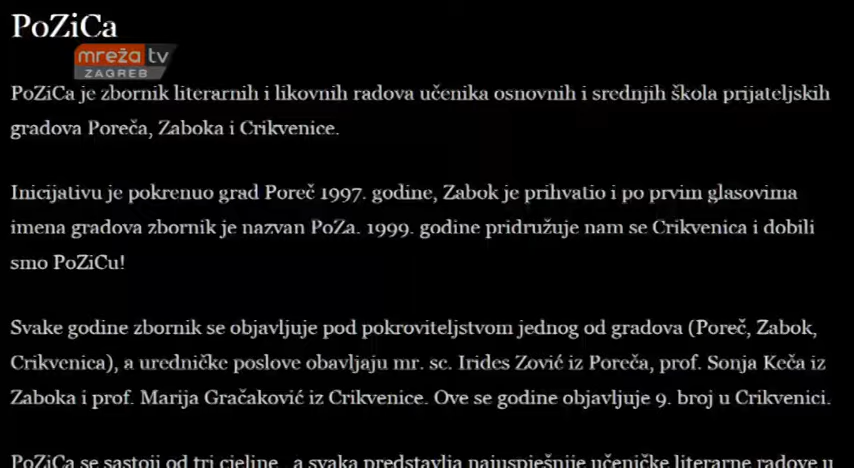 PoZiCa
mreža tv
ZAGREB
PoZiCa je zbornik literarnih i likovnih radova učenika osnovnih i srednjih škola prijateljskih
gradova Poreča, Zaboka i Crikvenice.
Inicijativu je pokrenuo grad Poreč 1997. godine, Zabok je prihvatio i po prvim glasovima
imena gradova zbornik je nazvan PoZa. 1999. godine pridružuje nam se Crikvenica i dobili
smo PoZiCu!
Svake godine zbornik se objavljuje pod pokroviteljstvom jednog od gradova (Poreč, Zabok,
Crikvenica), a uredničke poslove obavljaju mr. sc. Irides Zović iz Poreča, prof. Sonja Keča iz
Zaboka i prof. Marija Gračaković iz Crikvenice. Ove se godine objavljuje 9. broj u Crikvenici.
PoZiCa se sastoji od tri cjeline , a svaka predstavlja najuspješnije učeničke literarne radove u